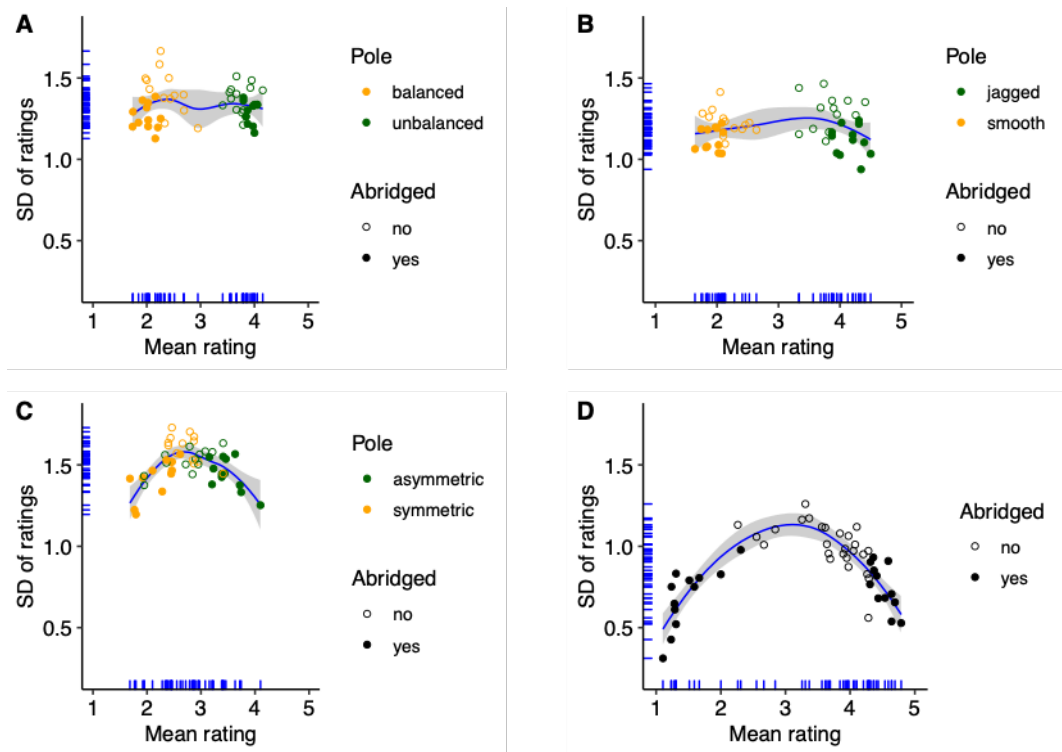 A
SD of ratings
1.5
1.0
0.5
1 2 3 4 5
Mean rating
Pole
balanced
unbalanced
Abridged
no
yes
B
SD of ratings
1.5
1.0
0.5
1 2 3 4 5
Mean rating
Pole
jagged
smooth
Abridged
no
yes
C
SD of ratings
1.5
1.0
0.5
1 2 3 4 5
Mean rating
Pole
asymmetric
symmetric
Abridged
no
yes
D
SD of ratings
1.5
1.0
0.5
1 2 3 4 5
Mean rating
Abridged
no
yes